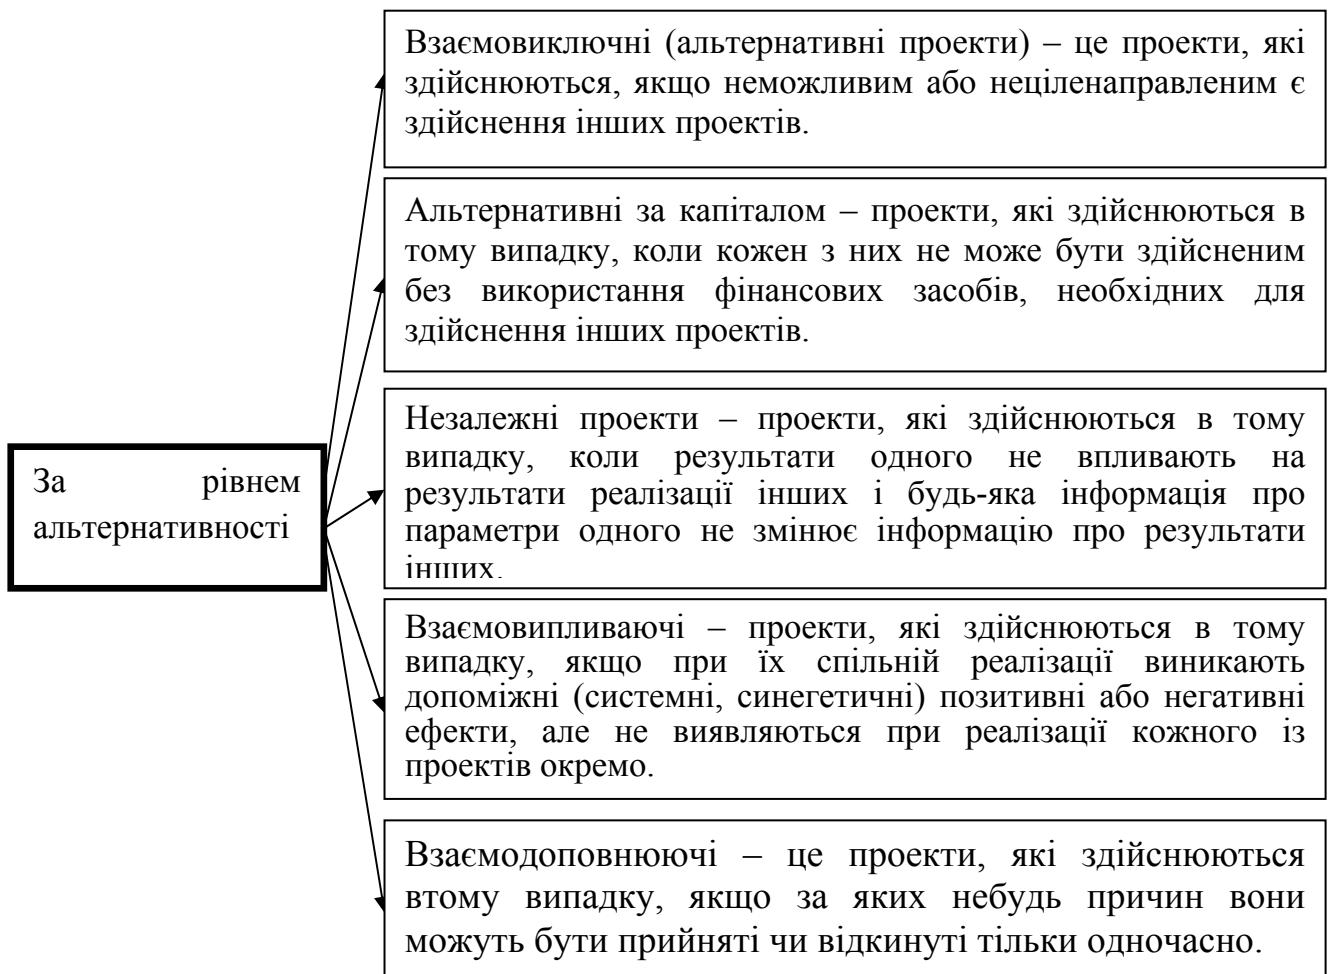 Взаємовиключні (альтернативні проекти) – це проекти, які
здійснюються, якщо неможливим або неціленаправленим є
здійснення інших проектів.
Альтернативні за капіталом – проекти, які здійснюються в
тому випадку, коли кожен з них не може бути здійсненим
без використання фінансових засобів, необхідних для
здійснення інших проектів.
Незалежні проекти – проекти, які здійснюються в тому
випадку, коли результати одного не впливають на
результати реалізації інших і будь-яка інформація про
параметри одного не змінює інформацію про результати
інших.
За рівнем
альтернативності
Взаємовипливаючі – проекти, які здійснюються в тому
випадку, якщо при їх спільній реалізації виникають
допоміжні (системні, синегетичні) позитивні або негативні
ефекти, але не виявляються при реалізації кожного із
проектів окремо.
Взаємодоповнюючі – це проекти, які здійснюються
втому випадку, якщо за яких небудь причин вони
можуть бути прийняті чи відкинуті тільки одночасно.